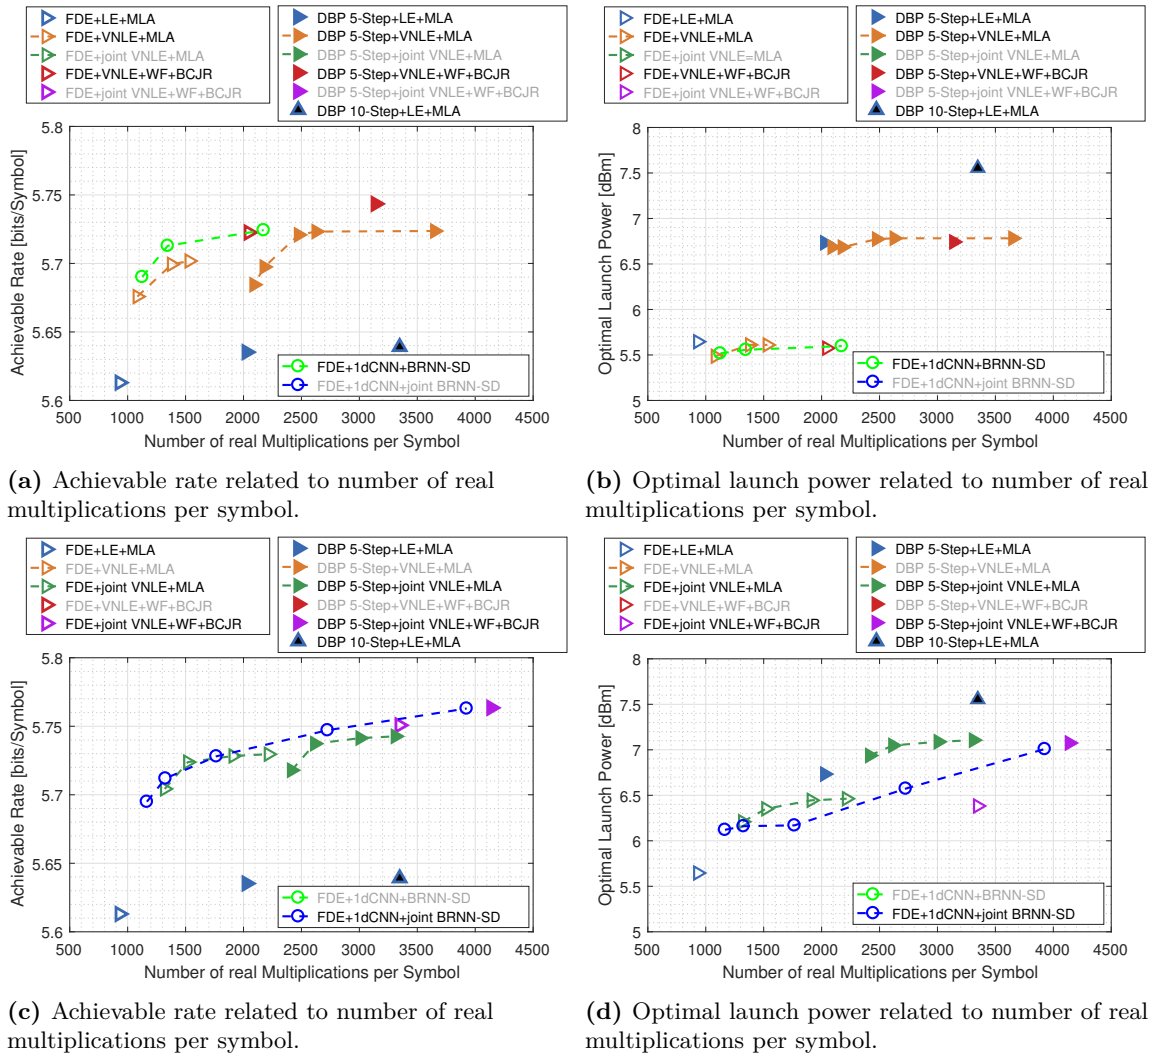 FDE+LE+MLA
FDE+VNLE+MLA
FDE+joint VNLE+MLA
FDE+VNLE+WF+BCJR
FDE+joint VNLE+WF+BCJR
DBP 5-Step+LE+MLA
DBP 5-Step+VNLE+MLA
DBP 5-Step+joint VNLE+MLA
DBP 5-Step+VNLE+WF+BCJR
DBP 5-Step+joint VNLE+WF+BCJR
DBP 10-Step+LE+MLA
5.8
5.75
5.7
5.65
5.6
Achievable Rate [bits/Symbol]
FDE+1dCNN+BRNN-SD
FDE+1dCNN+joint BRNN-SD
500 1000 1500 2000 2500 3000 3500 4000 4500
Number of real Multiplications per Symbol
(a) Achievable rate related to number of real
multiplications per symbol.
FDE+LE+MLA
FDE+VNLE+MLA
FDE+joint VNLE=MLA
FDE+VNLE+WF+BCJR
FDE+joint VNLE+WF+BCJR
DBP 5-Step+LE+MLA
DBP 5-Step+VNLE+MLA
DBP 5-Step+joint VNLE+MLA
DBP 5-Step+VNLE+WF+BCJR
DBP 5-Step+joint VNLE+WF+BCJR
DBP 10-Step+LE+MLA
8
7.5
7
6.5
6
5.5
5
Optimal Launch Power [dBm]
FDE+1dCNN+BRNN-SD
FDE+1dCNN+joint BRNN-SD
500 1000 1500 2000 2500 3000 3500 4000 4500
Number of real Multiplications per Symbol
(b) Optimal launch power related to number of real
multiplications per symbol.
FDE+LE+MLA
FDE+VNLE+MLA
FDE+joint VNLE+MLA
FDE+VNLE+WF+BCJR
FDE+joint VNLE+WF+BCJR
DBP 5-Step+LE+MLA
DBP 5-Step+VNLE+MLA
DBP 5-Step+joint VNLE+MLA
DBP 5-Step+VNLE+WF+BCJR
DBP 5-Step+joint VNLE+WF+BCJR
DBP 10-Step+LE+MLA
5.8
5.75
5.7
5.65
5.6
Achievable Rate [bits/Symbol]
FDE+1dCNN+BRNN-SD
FDE+1dCNN+joint BRNN-SD
500 1000 1500 2000 2500 3000 3500 4000 4500
Number of real Multiplications per Symbol
(c) Achievable rate related to number of real
multiplications per symbol.
FDE+LE+MLA
FDE+VNLE+MLA
FDE+joint VNLE+MLA
FDE+VNLE+WF+BCJR
FDE+joint VNLE+WF+BCJR
DBP 5-Step+LE+MLA
DBP 5-Step+VNLE+MLA
DBP 5-Step+joint VNLE+MLA
DBP 5-Step+VNLE+WF+BCJR
DBP 5-Step+joint VNLE+WF+BCJR
DBP 10-Step+LE+MLA
8
7.5
7
6.5
6
5.5
5
Optimal Launch Power [dBm]
FDE+1dCNN+BRNN-SD
FDE+1dCNN+joint BRNN-SD
500 1000 1500 2000 2500 3000 3500 4000 4500
Number of real Multiplications per Symbol
(d) Optimal launch power related to number of real
multiplications per symbol.